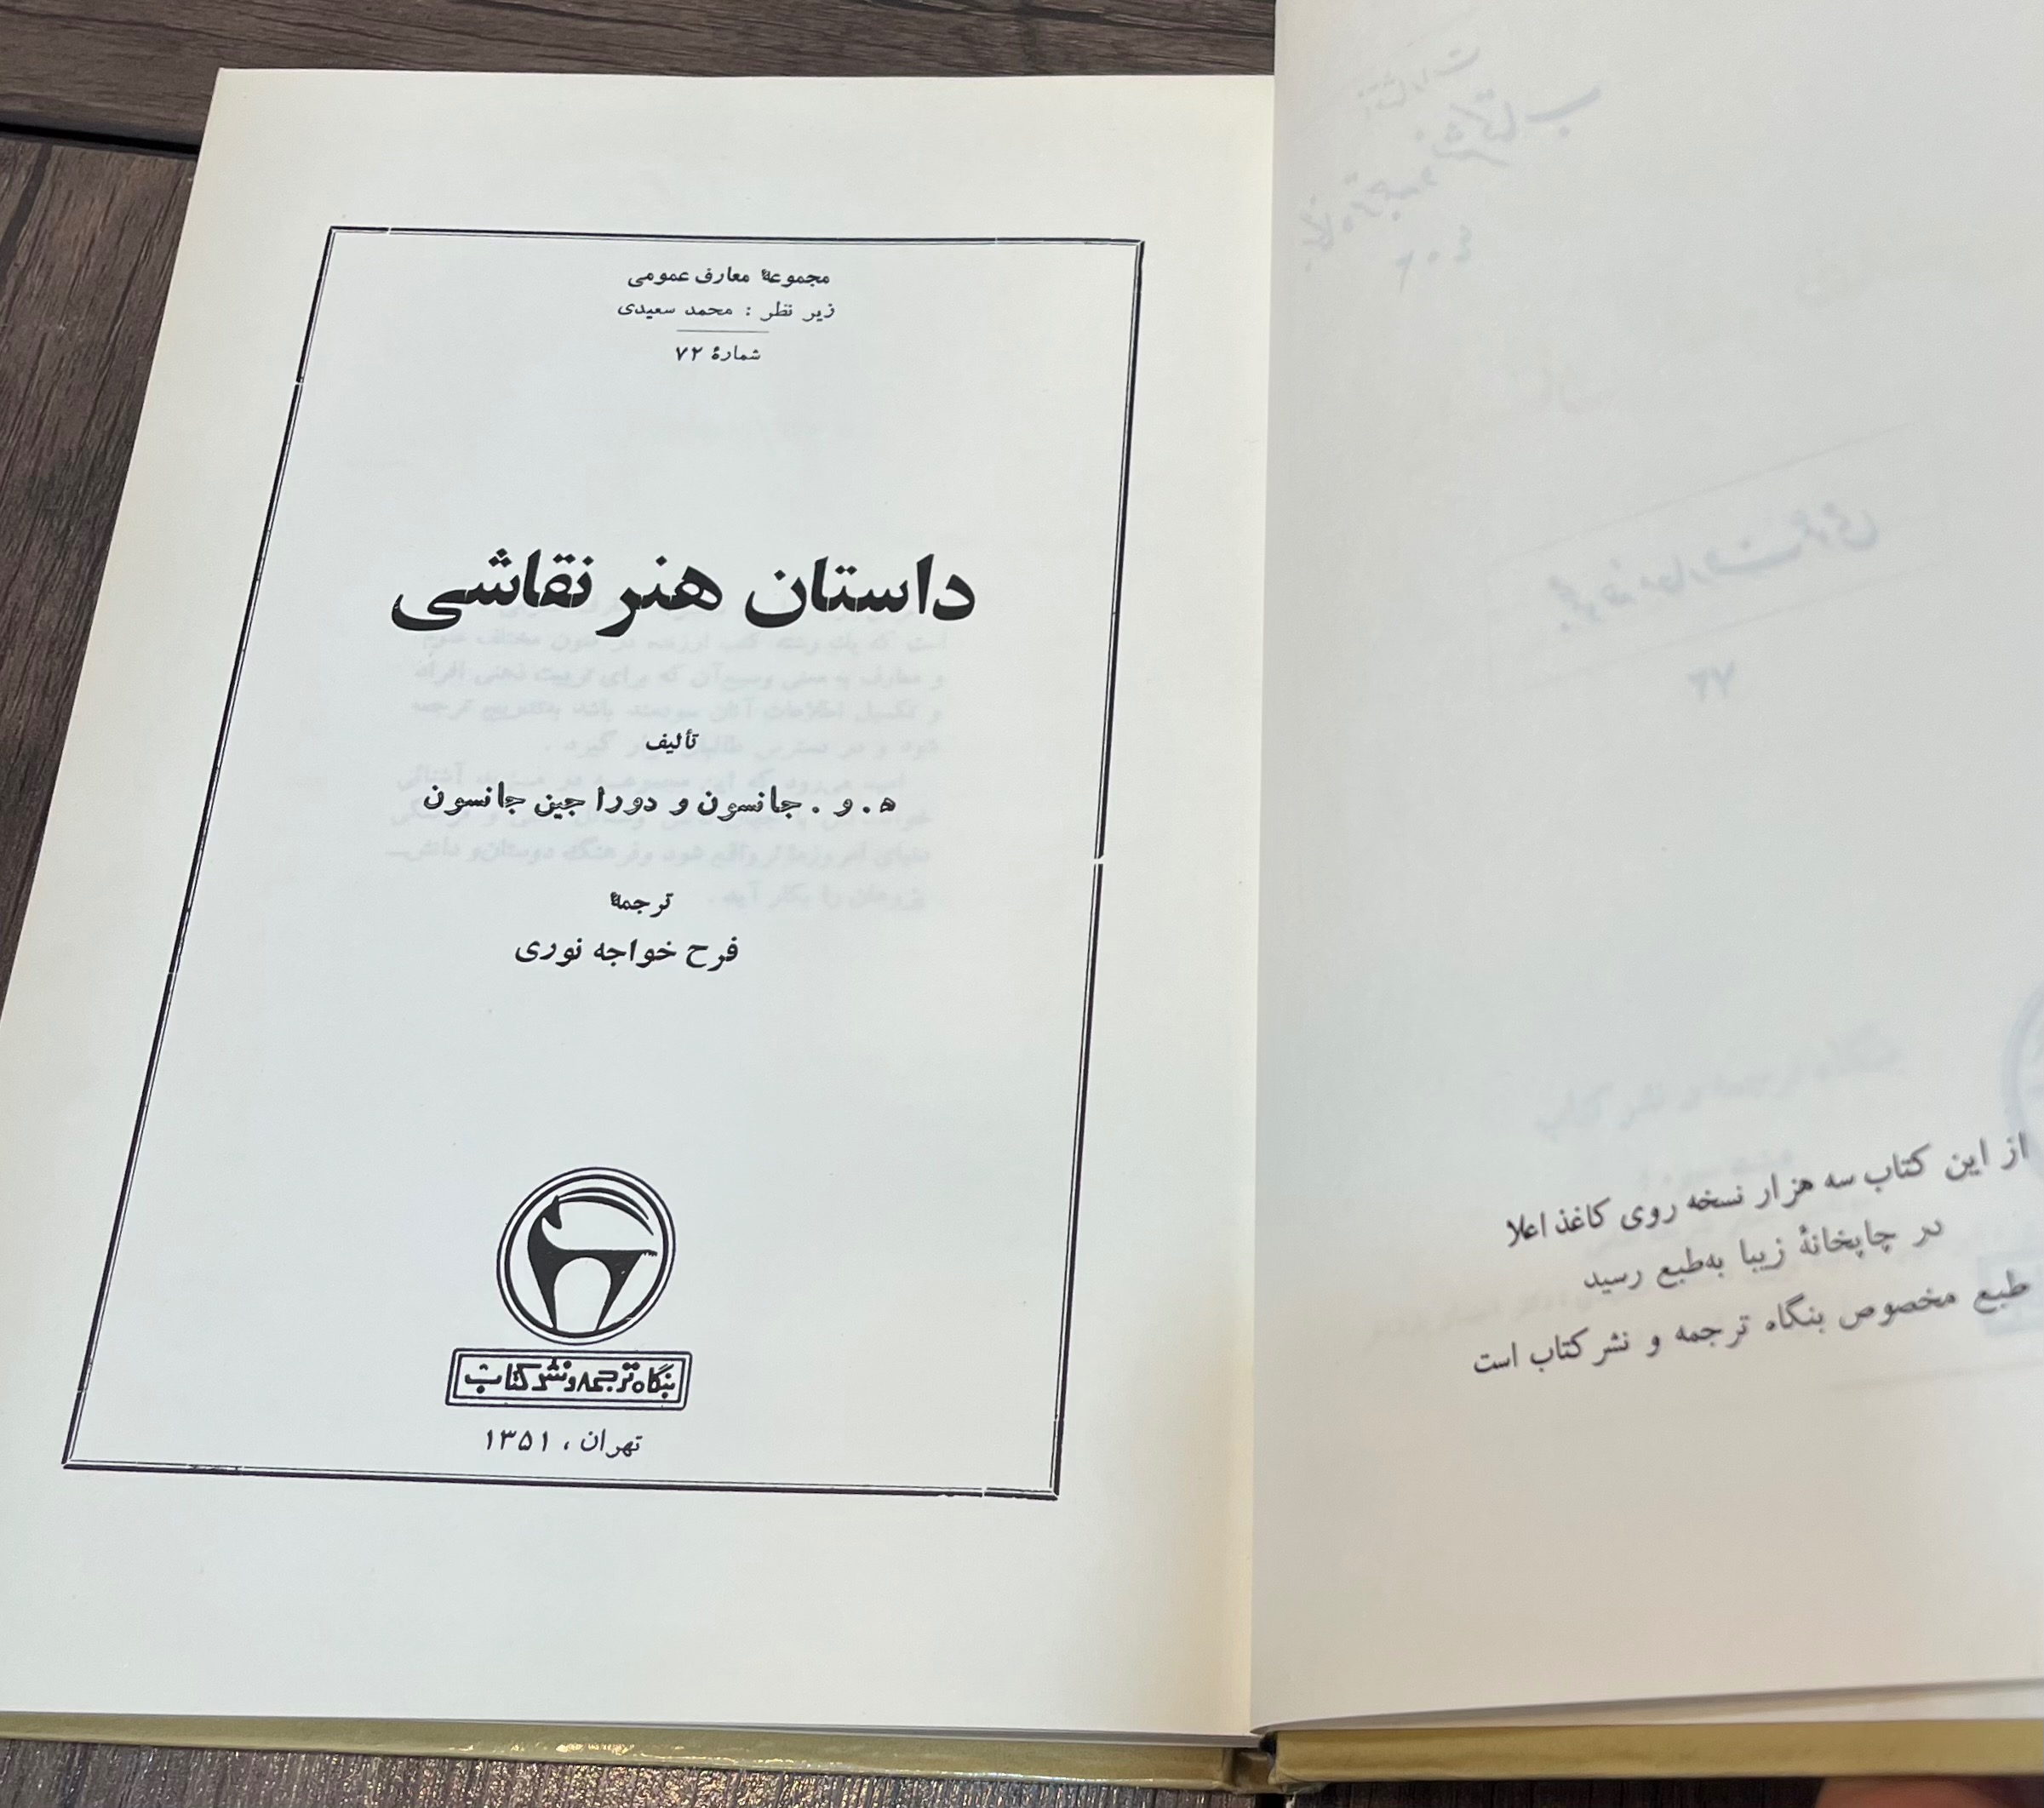 از این کتاب سه هزار نسخه روی کاغذ اعلا
در چاپخانهٔ زیبا به‌طبع رسید
طبع مخصوص بنگاه ترجمه و نشر کتاب است
مجموعهٔ معارف عمومی
زیر نظر : محمد سعیدی
شمارهٔ ۷۲
داستان هنر نقاشی
تألیف
ه . و . جانسون و دورا جین جانسون
ترجمهٔ
فرح خواجه نوری
بنگاه ترجمه و نشر کتاب
تهران ، ۱۳۵۱